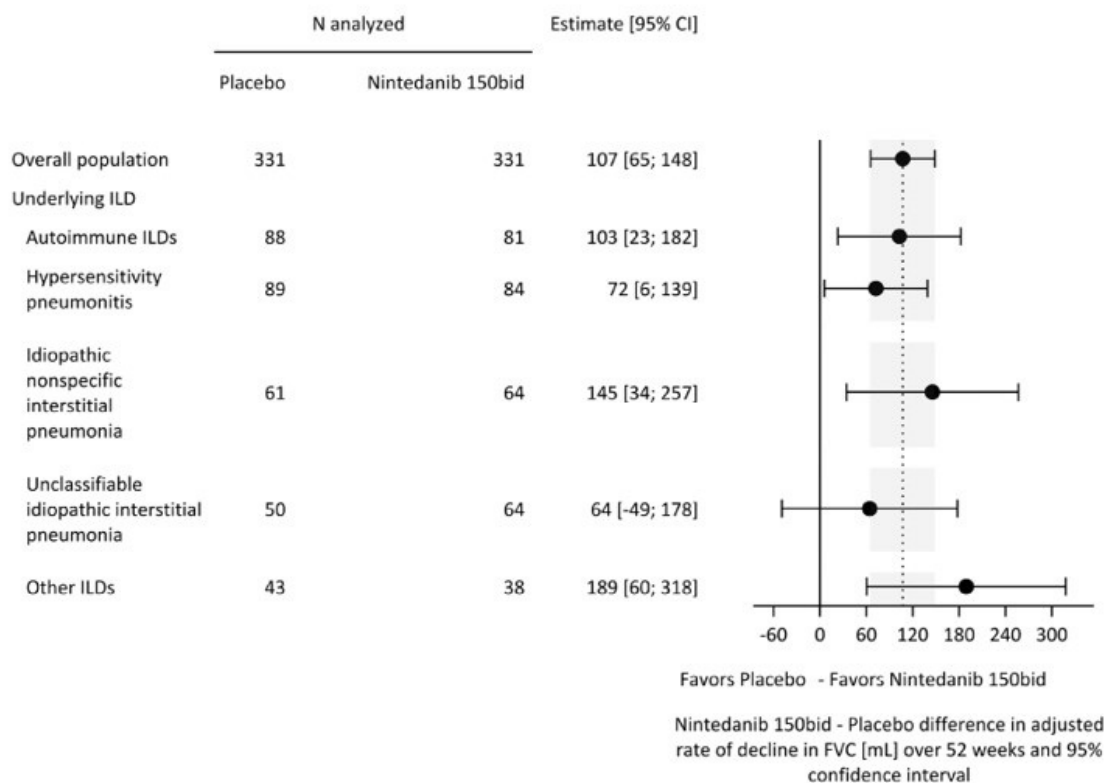 N analyzed Estimate [95% CI]
Placebo Nintedanib 150bid
Overall population 331 331 107 [65; 148]
Underlying ILD
Autoimmune ILDs 88 81 103 [23; 182]
Hypersensitivity
pneumonitis 89 84 72 [6; 139]
Idiopathic
nonspecific
interstitial
pneumonia 61 64 145 [34; 257]
Unclassifiable
idiopathic interstitial
pneumonia 50 64 64 [-49; 178]
Other ILDs 43 38 189 [60; 318]
-60 0 60 120 180 240 300
Favors Placebo - Favors Nintedanib 150bid
Nintedanib 150bid - Placebo difference in adjusted
rate of decline in FVC [mL] over 52 weeks and 95%
confidence interval